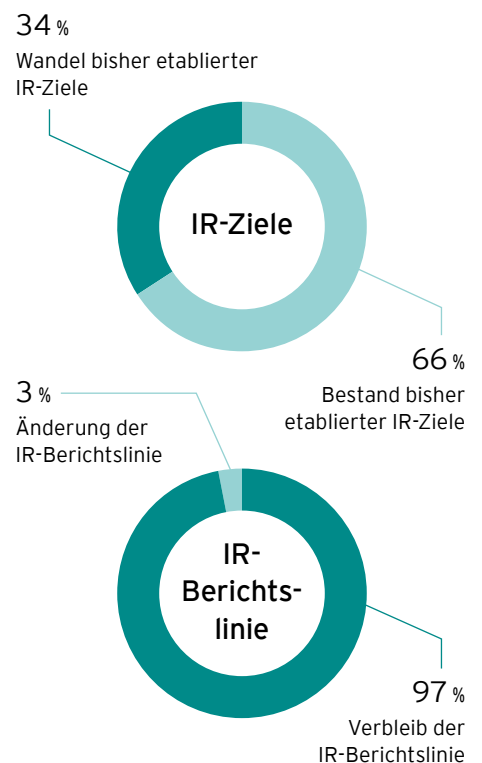 34 %
Wandel bisher etablierter
IR-Ziele
IR-Ziele
66 %
Bestand bisher
etablierter IR-Ziele
3 %
Änderung der
IR-Berichtslinie
IR-
Berichts-
linie
97 %
Verbleib der
IR-Berichtslinie